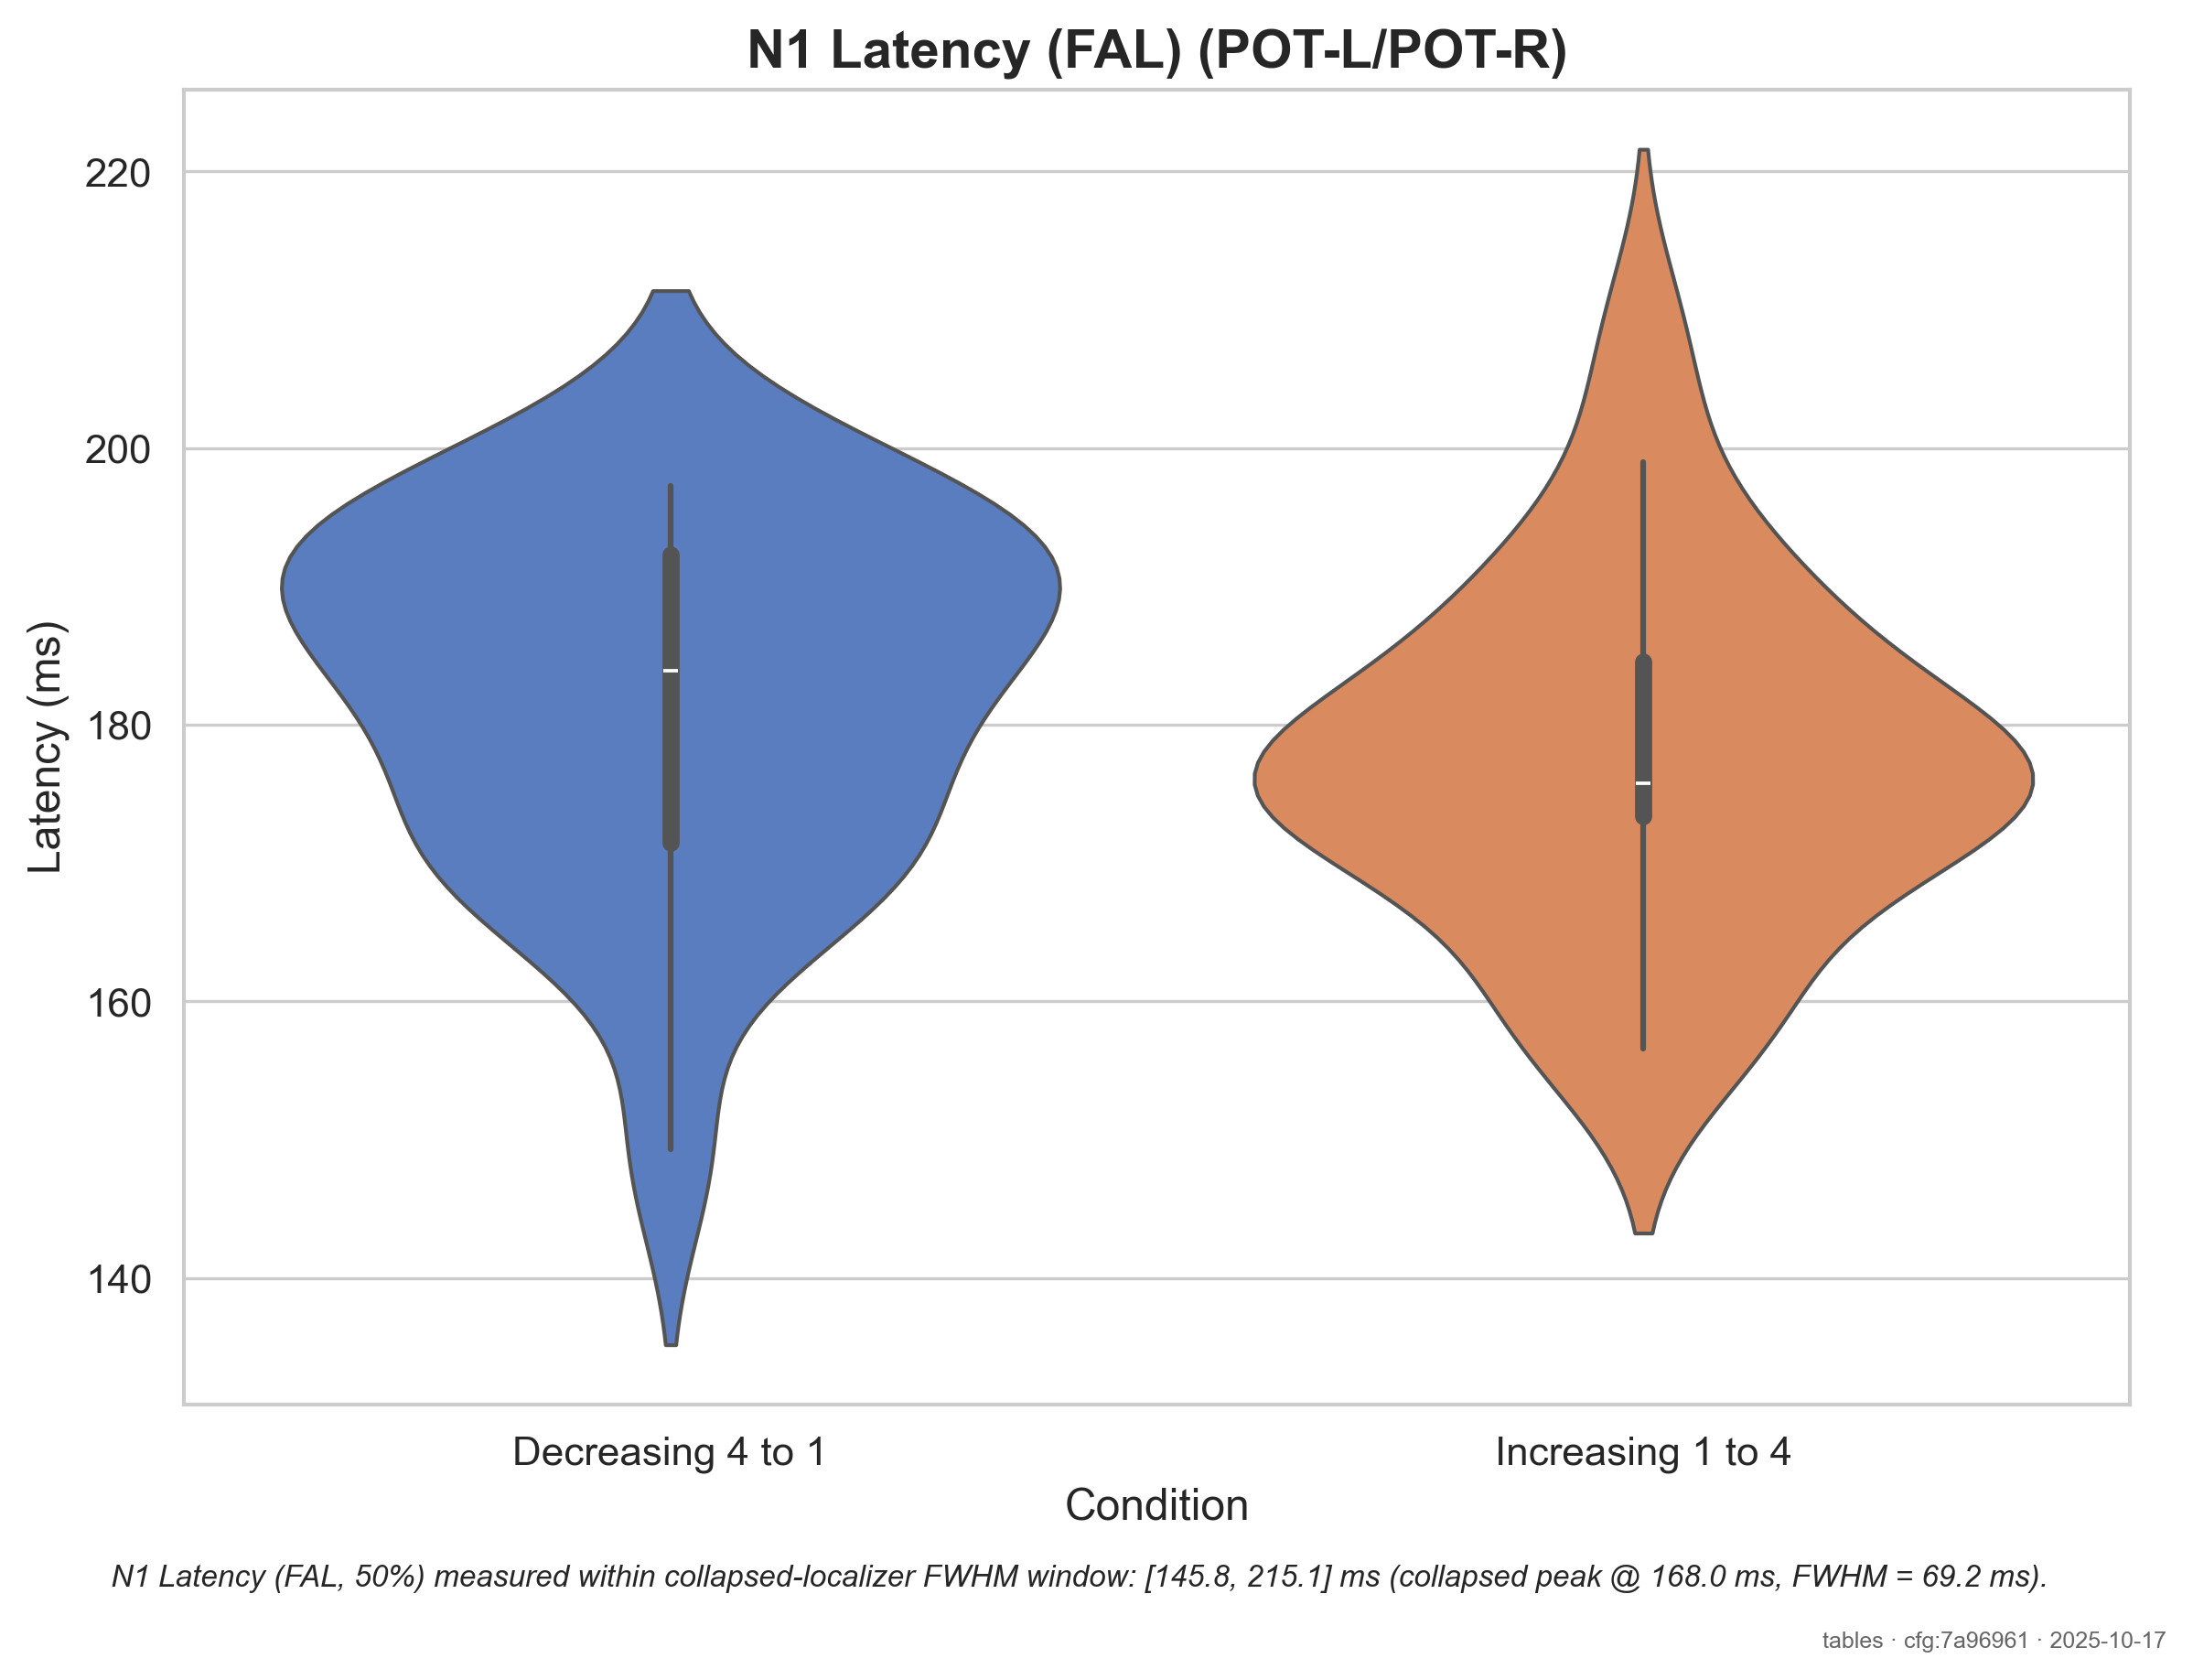 N1 Latency (FAL) (POT-L/POT-R)
220
200
180
160
140
Latency (ms)
Decreasing 4 to 1
Increasing 1 to 4
Condition
N1 Latency (FAL, 50%) measured within collapsed-localizer FWHM window: [145.8, 215.1] ms (collapsed peak @ 168.0 ms, FWHM = 69.2 ms).
tables · cfg:7a96961 · 2025-10-17